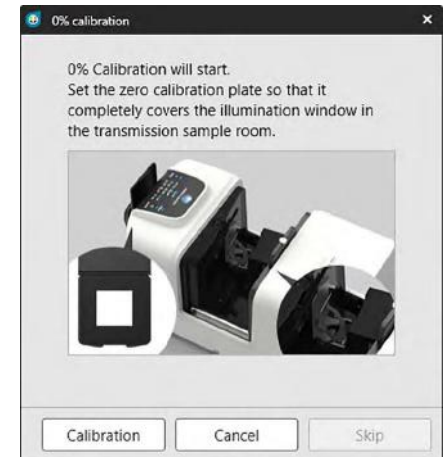 0% calibration
0% Calibration will start.
Set the zero calibration plate so that it
completely covers the illumination window in
the transmission sample room.
Calibration
Cancel
Skip